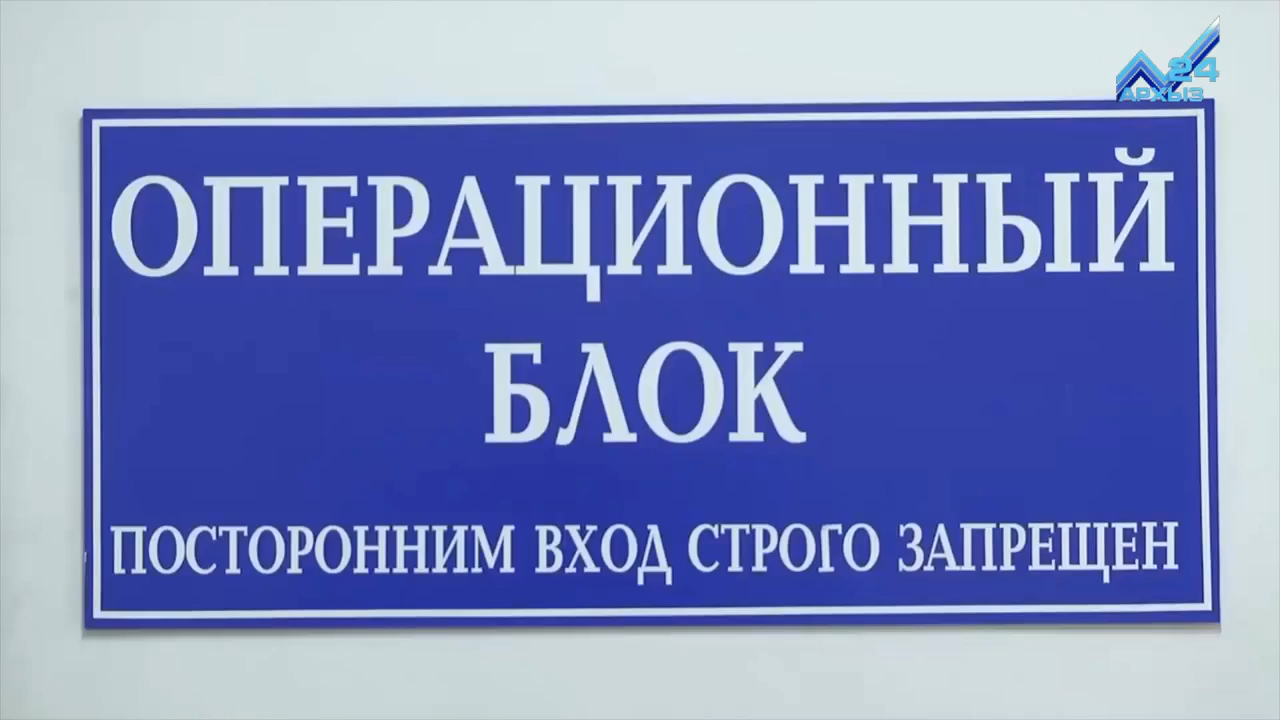 24
АРХЫЗ
ОПЕРАЦИОННЫЙ
БЛОК
ПОСТОРОННИМ ВХОД СТРОГО ЗАПРЕЩЕН